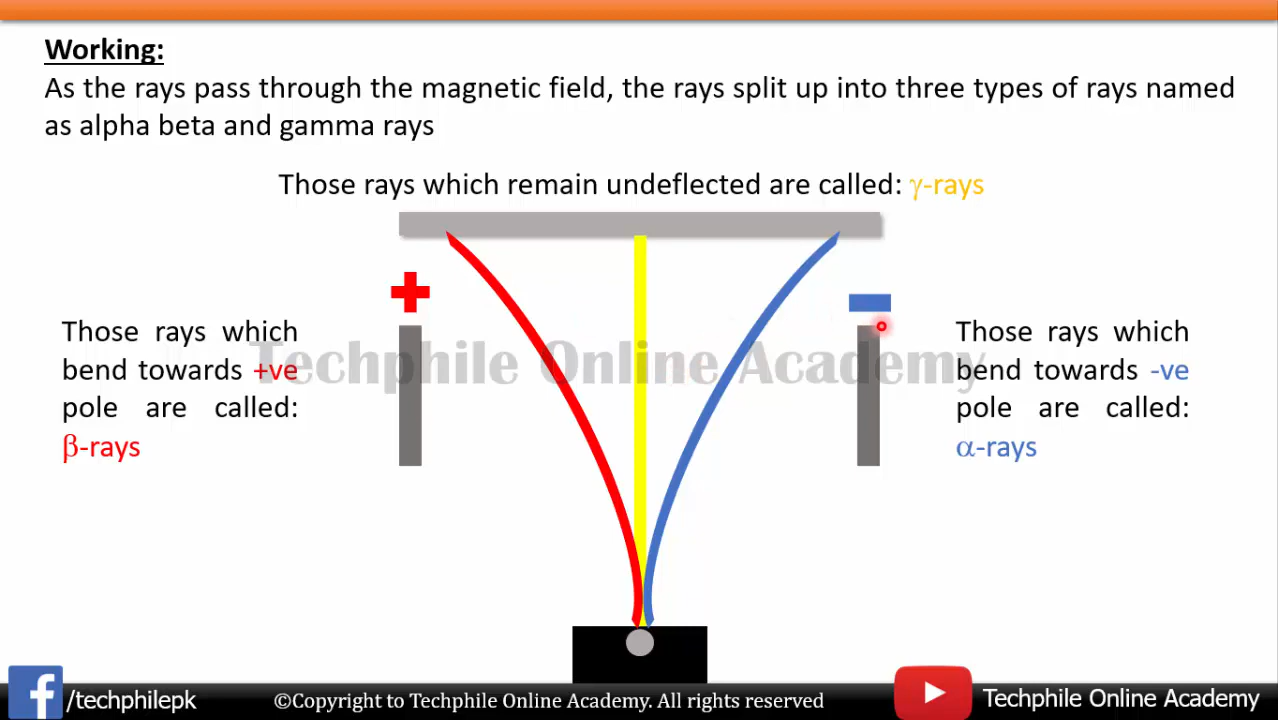 Working:
As the rays pass through the magnetic field, the rays split up into three types of rays named
as alpha beta and gamma rays
Those rays which remain undeflected are called: γ-rays
Those rays which
bend towards +ve
pole are called:
β-rays
+
−
Those rays which
bend towards -ve
pole are called:
α-rays
Techphile Online Academy
f /techphilepk
©Copyright to Techphile Online Academy. All rights reserved
Techphile Online Academy